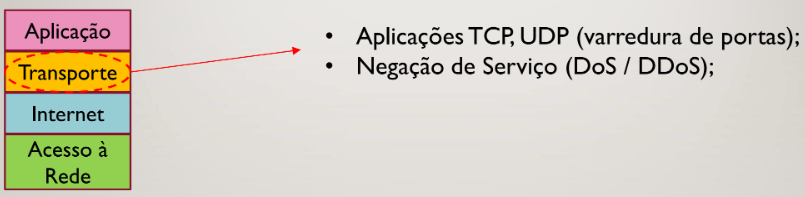 Aplicação
Transporte
Internet
Acesso à
Rede
• Aplicações TCP, UDP (varredura de portas);
• Negação de Serviço (DoS / DDoS);